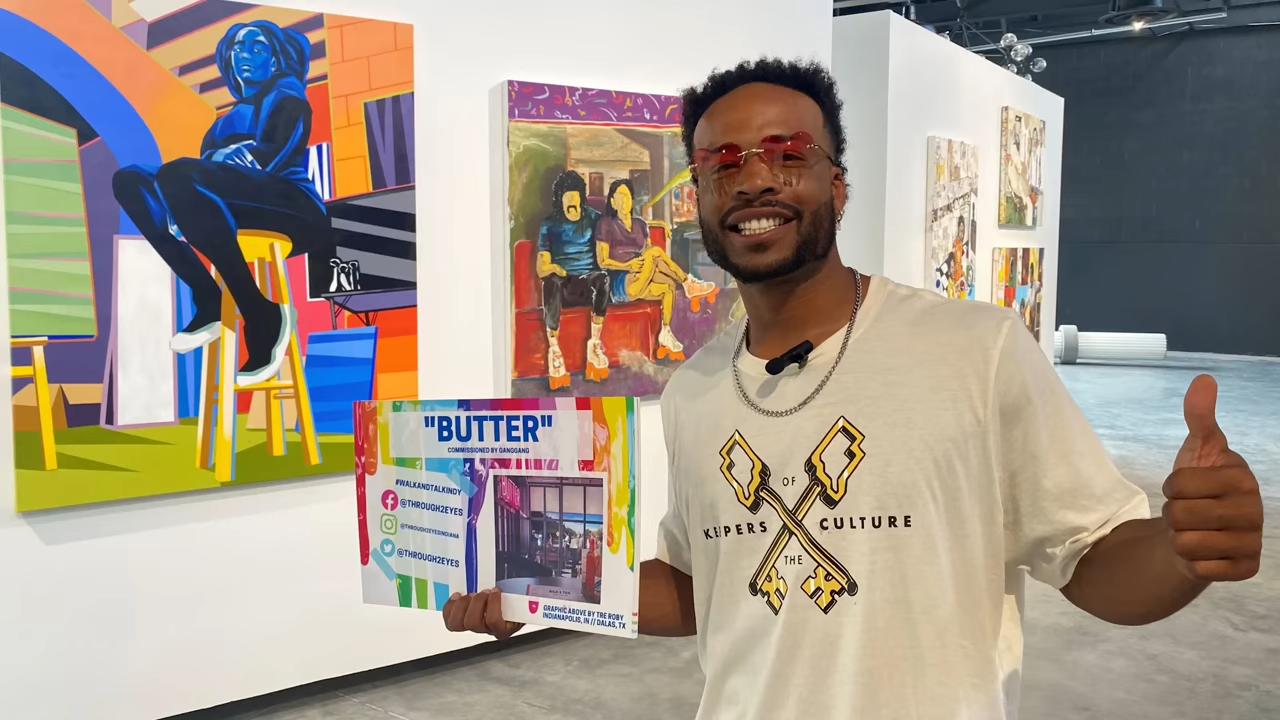 "BUTTER"
COMMISSIONED BY GANGGANG
#WALKANDTALKINDY
@THROUGH2EYES
@THROUGH2EYESINDIANA
@THROUGH2EYES
GRAPHIC ABOVE BY TRE ROBY
INDIANAPOLIS, IN // DALAS, TX
OF
KEEPERS CULTURE
THE